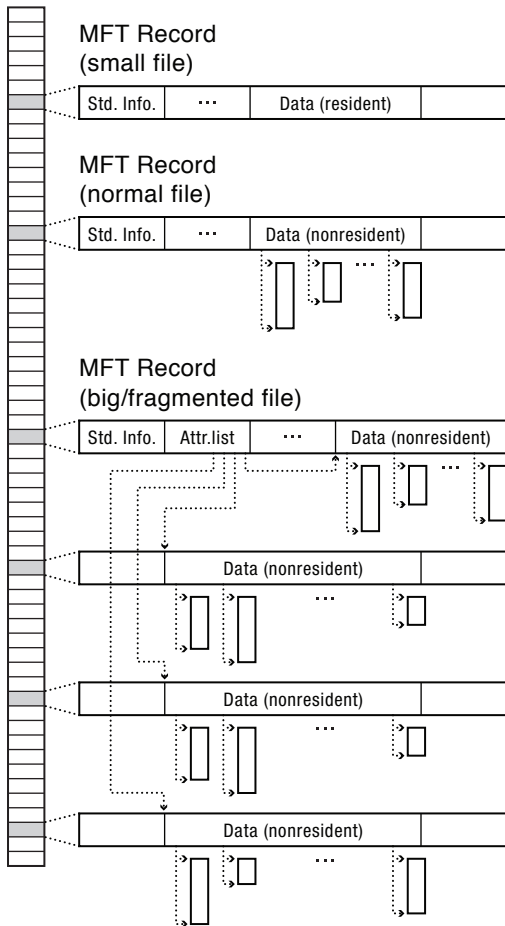 MFT Record
(small file)
Std. Info. ... Data (resident)
MFT Record
(normal file)
Std. Info. ... Data (nonresident)
...
MFT Record
(big/fragmented file)
Std. Info. Attr.list ... Data (nonresident)
...
Data (nonresident)
...
Data (nonresident)
...
Data (nonresident)
...